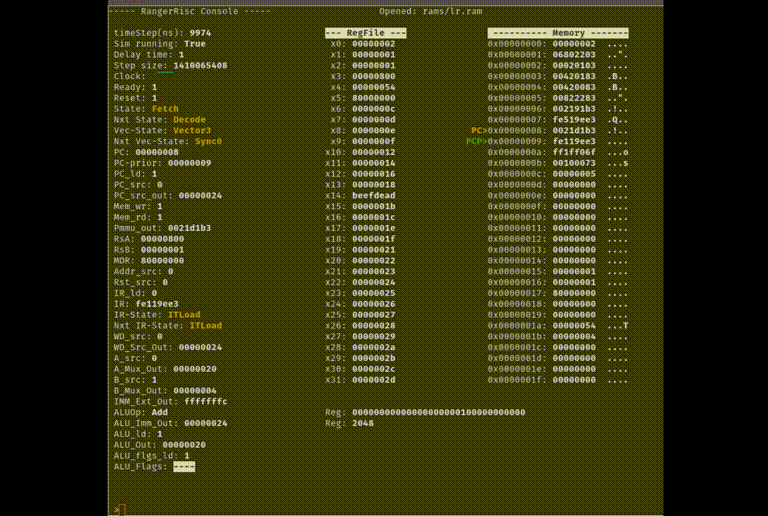 ----- RangerRisc Console ----- Opened: rams/lr.ram
timeStep(ns): 9974 --- RegFile --- ---------- Memory -------
Sim running: True x0: 00000002 0x00000000: 00000002 ....
Delay time: 1 x1: 00000001 0x00000001: 06802203 ..".
Step size: 1410065408 x2: 00000001 0x00000002: 00020103 ....
Clock: x3: 00000800 0x00000003: 00420183 .B..
Ready: 1 x4: 00000054 0x00000004: 00420083 .B..
Reset: 1 x5: 80000000 0x00000005: 00822283 ..".
State: Fetch x6: 0000000c 0x00000006: 002191b3 .!..
Nxt State: Decode x7: 0000000d 0x00000007: fe519ee3 .Q..
Vec-State: Vector3 x8: 0000000e PC>0x00000008: 0021d1b3 .!..
Nxt Vec-State: Sync0 x9: 0000000f PCP>0x00000009: fe119ee3 ....
PC: 00000008 x10: 00000012 0x0000000a: ff1ff06f ...o
PC-prior: 00000009 x11: 00000014 0x0000000b: 00100073 ...s
PC_ld: 1 x12: 00000016 0x0000000c: 00000005 ....
PC_src: 0 x13: 00000018 0x0000000d: 00000000 ....
PC_src_out: 00000024 x14: beefdead 0x0000000e: 00000000 ....
Mem_wr: 1 x15: 0000001b 0x0000000f: 00000000 ....
Mem_rd: 1 x16: 0000001c 0x00000010: 00000000 ....
Pmmu_out: 0021d1b3 x17: 0000001e 0x00000011: 00000000 ....
RsA: 00000800 x18: 0000001f 0x00000012: 00000000 ....
RsB: 00000001 x19: 00000021 0x00000013: 00000000 ....
MDR: 80000000 x20: 00000022 0x00000014: 00000000 ....
Addr_src: 0 x21: 00000023 0x00000015: 00000001 ....
Rst_src: 0 x22: 00000024 0x00000016: 00000001 ....
IR_ld: 0 x23: 00000025 0x00000017: 80000000 ....
IR: fe119ee3 x24: 00000026 0x00000018: 00000000 ....
IR-State: ITLoad x25: 00000027 0x00000019: 00000000 ....
Nxt IR-State: ITLoad x26: 00000028 0x0000001a: 00000054 ...T
WD_src: 0 x27: 00000029 0x0000001b: 00000004 ....
WD_Src_Out: 00000024 x28: 0000002a 0x0000001c: 00000000 ....
A_src: 0 x29: 0000002b 0x0000001d: 00000000 ....
A_Mux_Out: 00000020 x30: 0000002c 0x0000001e: 00000000 ....
B_src: 1 x31: 0000002d 0x0000001f: 00000000 ....
B_Mux_Out: 00000004
IMM_Ext_Out: fffffffc
ALUOp: Add Reg: 00000000000000000000100000000000
ALU_Imm_Out: 00000024 Reg: 2048
ALU_ld: 1
ALU_Out: 00000020
ALU_flgs_ld: 1
ALU_Flags: ----
>